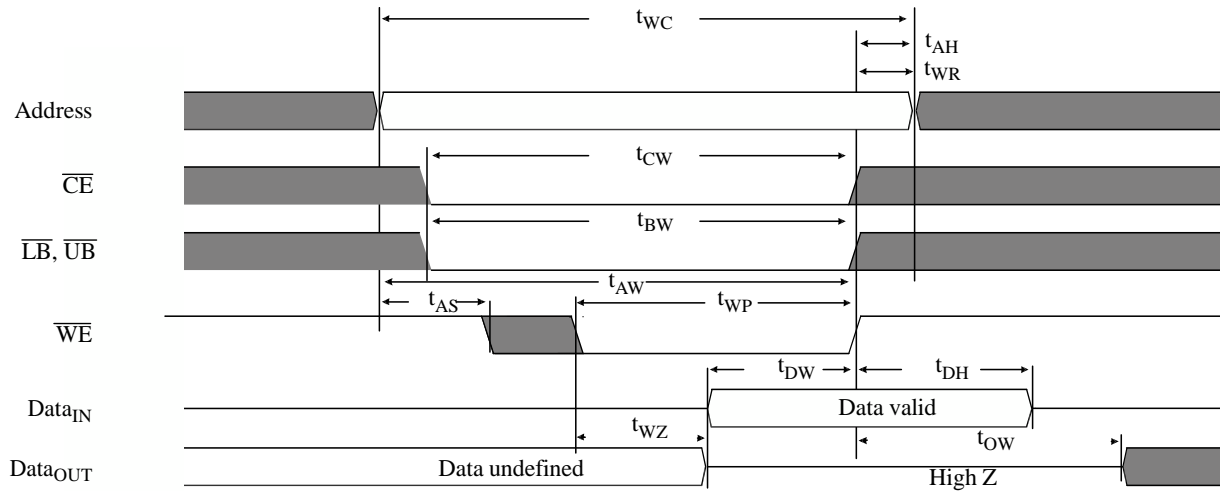 tWC
tAH
tWR
Address
tCW
CE
tBW
LB, UB
tAW
tAS
tWP
WE
tDW
tDH
DataIN
Data valid
tWZ
tOW
DataOUT
Data undefined
High Z